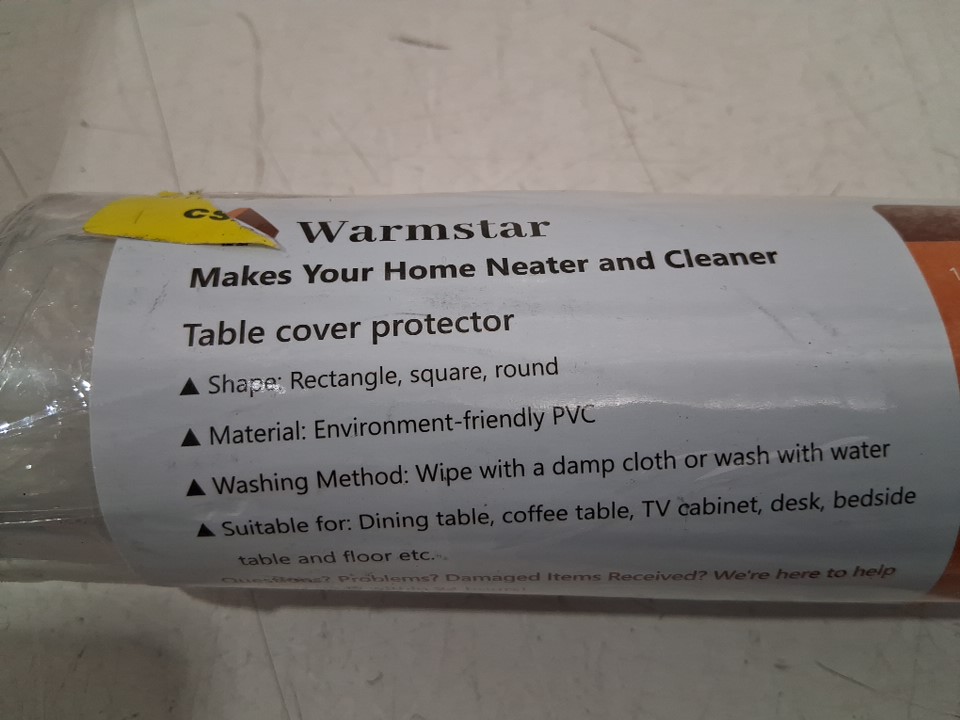 CS
Warmstar
Makes Your Home Neater and Cleaner
Table cover protector
▲ Shape: Rectangle, square, round
▲ Material: Environment-friendly PVC
▲ Washing Method: Wipe with a damp cloth or wash with water
▲ Suitable for: Dining table, coffee table, TV cabinet, desk, bedside
table and floor etc.
Questions? Problems? Damaged Items Received? We're here to help